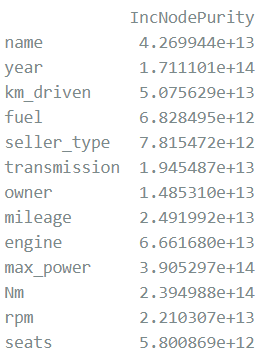 IncNodePurity
name 4.269944e+13
year 1.711101e+14
km_driven 5.075629e+13
fuel 6.828495e+12
seller_type 7.815472e+12
transmission 1.945487e+13
owner 1.485310e+13
mileage 2.491992e+13
engine 6.661680e+13
max_power 3.905297e+14
Nm 2.394988e+14
rpm 2.210307e+13
seats 5.800869e+12